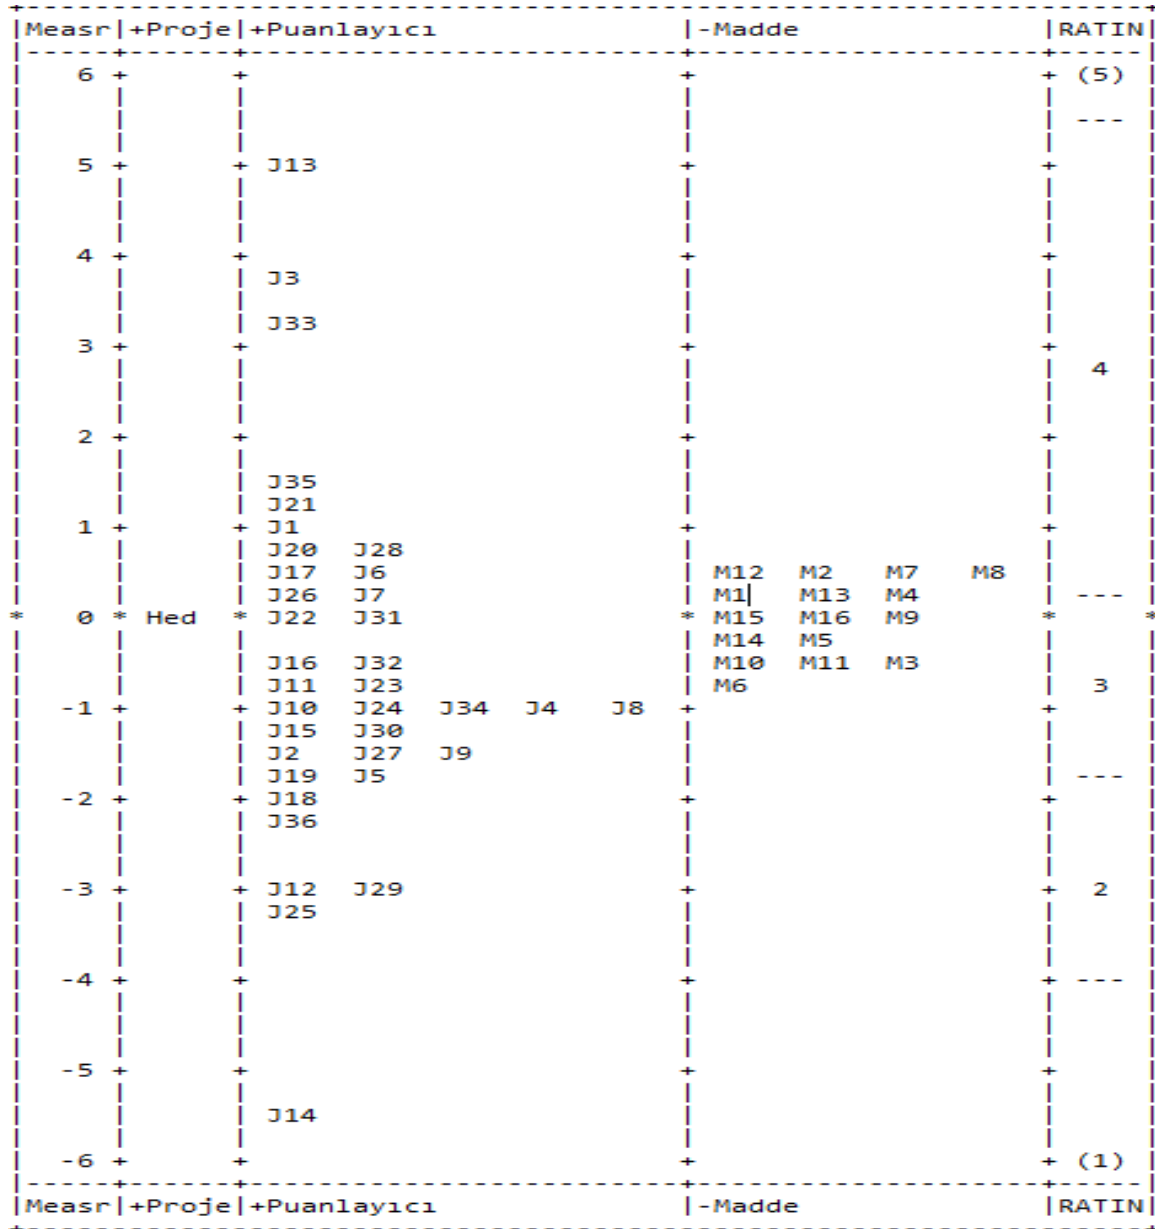 |Measr|+Proje|+Puanlayıcı |-Madde |RATIN|
6 + + + + (5)
---
5 + + J13 + +
4 + + + +
J3
J33
3 + + + +
4
2 + + + +
J35
J21
1 + + J1 + +
J20 J28
J17 J6 M12 M2 M7 M8
J26 J7 M1| M13 M4 ---
* 0 * Hed * J22 J31 * M15 M16 M9 * *
M14 M5
J16 J32 M10 M11 M3
J11 J23 M6 3
-1 + + J10 J24 J34 J4 J8 + +
J15 J30
J2 J27 J9
J19 J5 ---
-2 + + J18 + +
J36
-3 + + J12 J29 + + 2
J25
-4 + + + + ---
-5 + + + +
J14
-6 + + + + (1)
|Measr|+Proje|+Puanlayıcı |-Madde |RATIN|